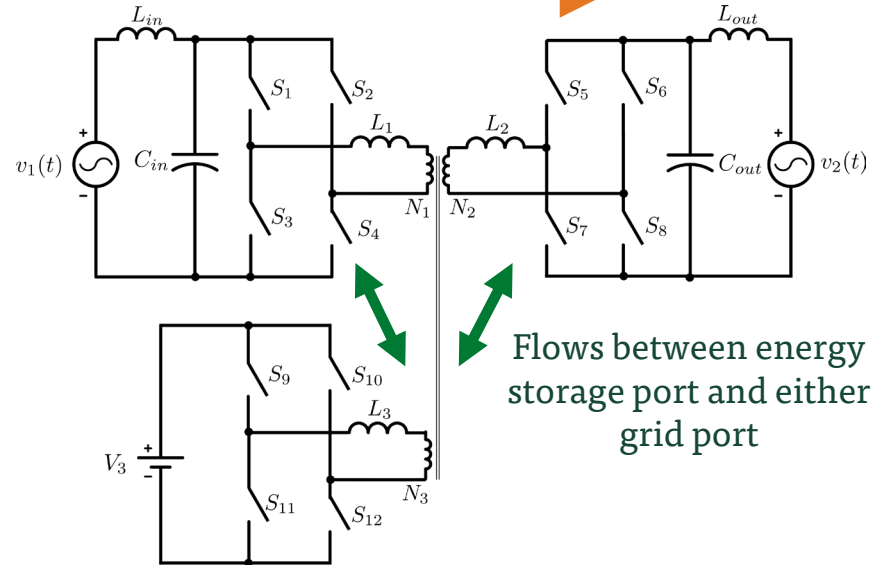 L_in
L_out
S_1
S_2
S_5
S_6
L_1
L_2
+
+
v_1(t)
C_in
C_out
v_2(t)
−
−
N_1
N_2
S_3
S_4
S_7
S_8
Flows between energy
storage port and either
grid port
S_9
S_10
L_3
+
V_3
−
N_3
S_11
S_12